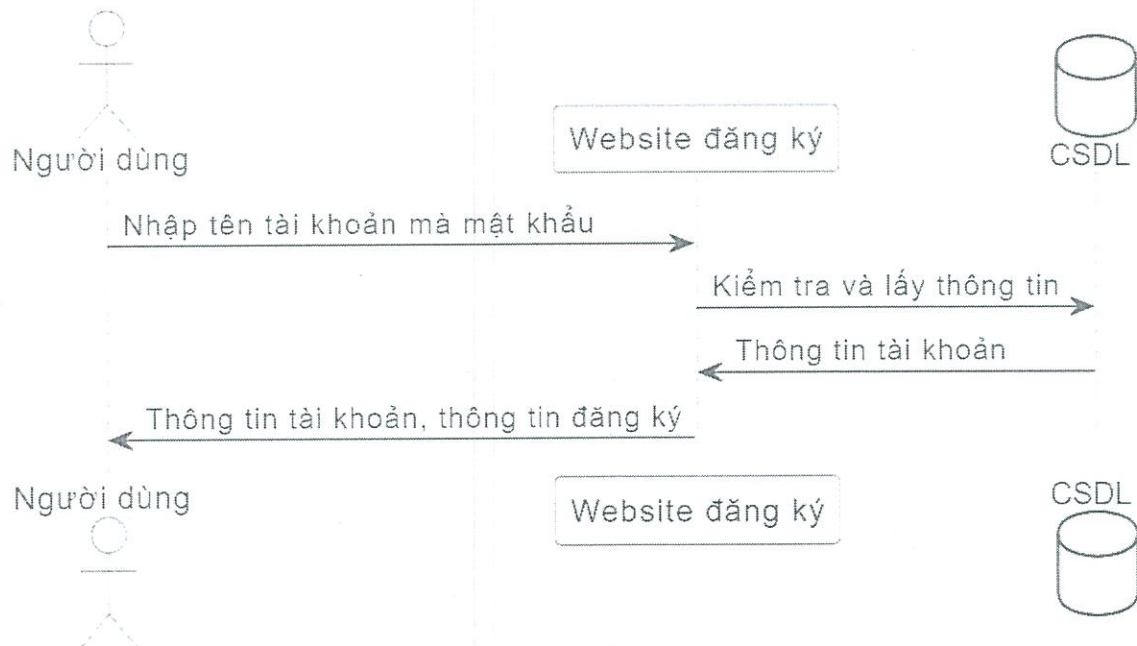 Người dùng
Website đăng ký
CSDL
Nhập tên tài khoản mà mật khẩu
Kiểm tra và lấy thông tin
Thông tin tài khoản
Thông tin tài khoản, thông tin đăng ký
Người dùng
Website đăng ký
CSDL